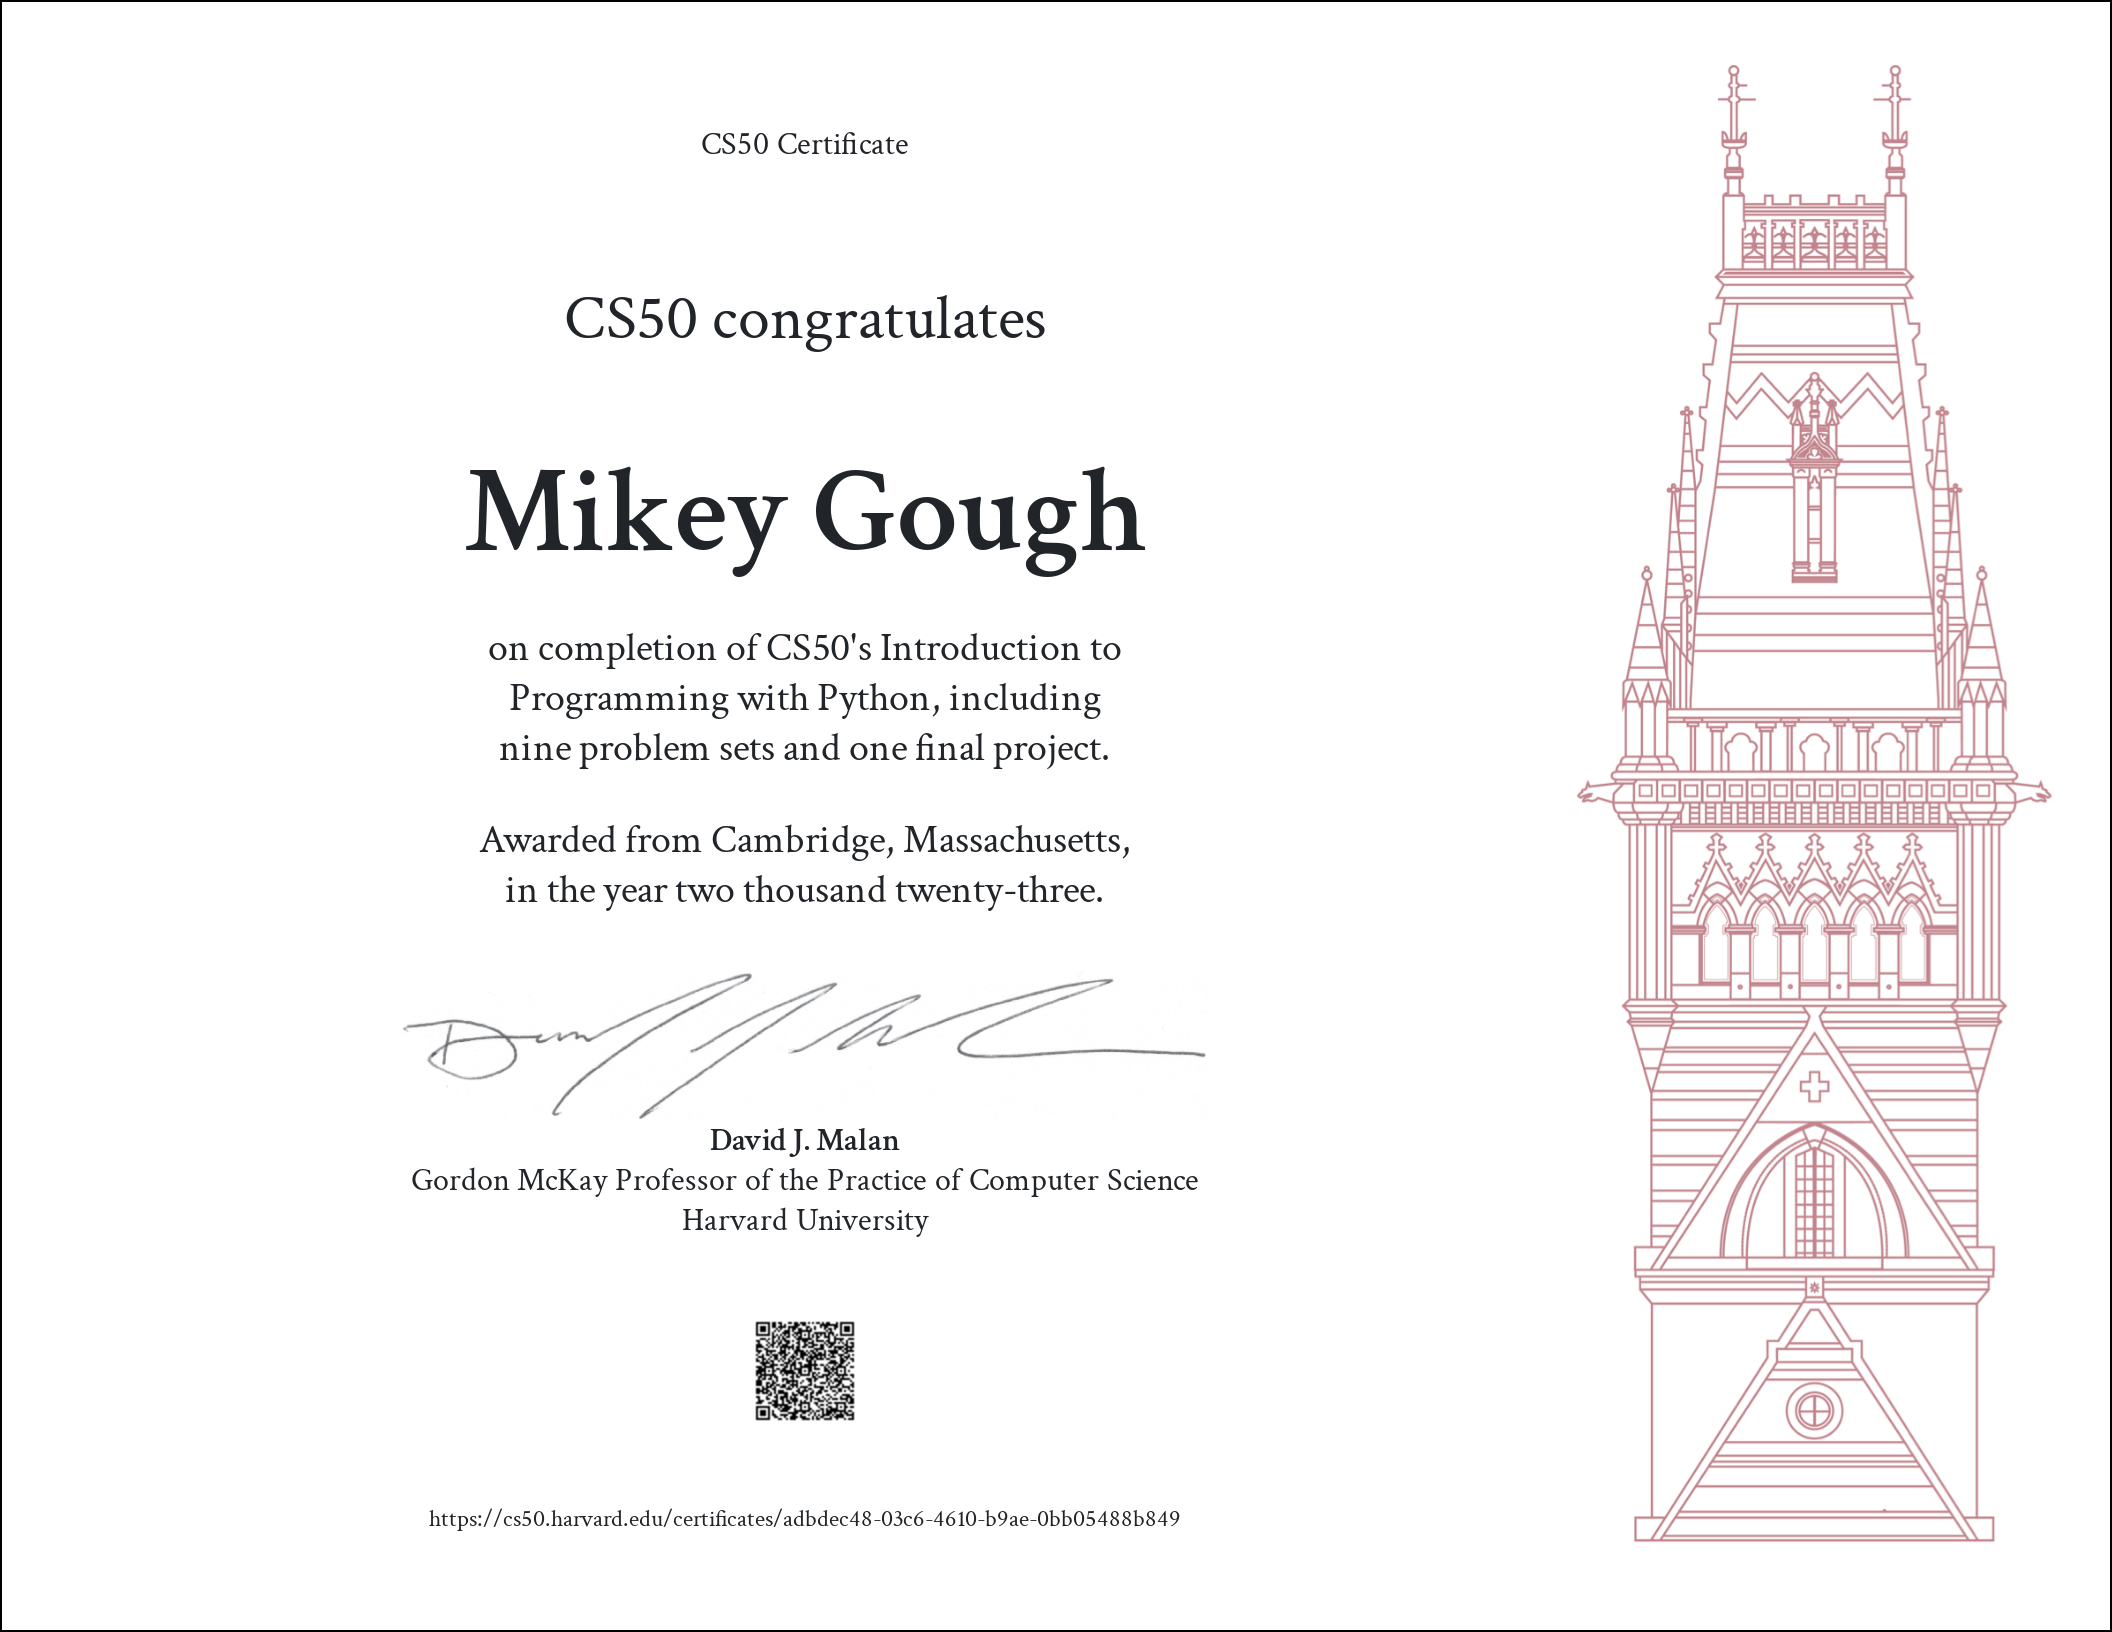 CS50 Certificate
CS50 congratulates
Mikey Gough
on completion of CS50's Introduction to
Programming with Python, including
nine problem sets and one final project.
Awarded from Cambridge, Massachusetts,
in the year two thousand twenty-three.
David J. Malan
Gordon McKay Professor of the Practice of Computer Science
Harvard University
https://cs50.harvard.edu/certificates/adbdec48-03c6-4610-b9ae-0bb05488b849